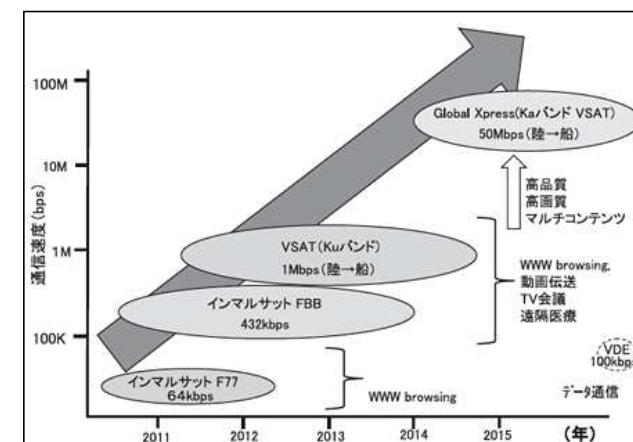 通信速度(bps)
100M
10M
1M
100K
Global Xpress(Kaバンド VSAT)
50Mbps(陸→船)
高品質
高画質
マルチコンテンツ
VSAT(Kuバンド)
1Mbps(陸→船)
インマルサット FBB
432kbps
WWW browsing,
動画伝送
TV会議
遠隔医療
インマルサット F77
64kbps
WWW browsing
VDE
100kbps
データ通信
2011
2012
2013
2014
2015
(年)